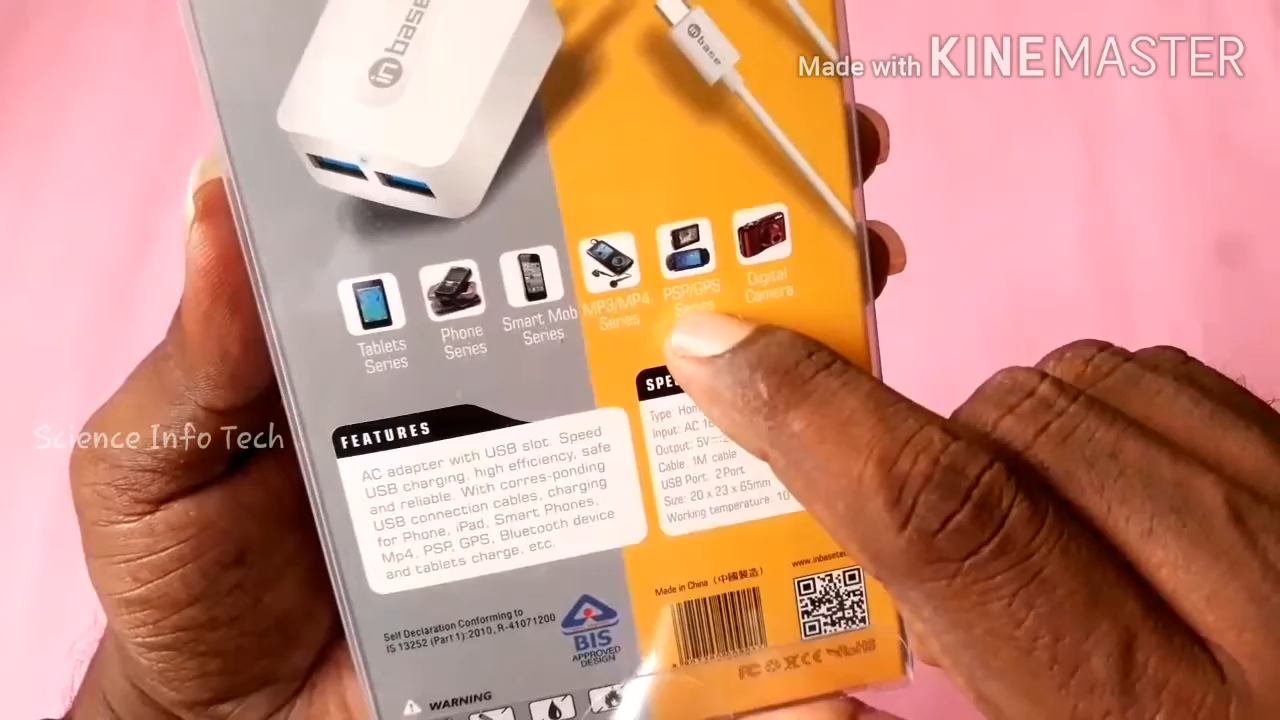 Made with KINEMASTER
in base
in base
Tablets
Series
Phone
Series
Smart Mob
Series
MP3/MP4
Series
PSP/GPS
Series
Digital
Camera
Science Info Tech
FEATURES
AC adapter with USB slot. Speed
USB charging, high efficiency, safe
and reliable. With corres-ponding
USB connection cables, charging
for Phone, iPad, Smart Phones,
Mp4, PSP, GPS, Bluetooth device
and tablets charge, etc.
Type:
Input: AC
Output: 5V
Cable: 1M cable
USB Port: 2Port
Size: 20 x 23 x 65mm
Working temperature:
Self Declaration Conforming to
IS 13252 (Part 1):2010, R-41071200
BIS
APPROVED
DESIGN
Made in China (中國製造)
FC CE RoHS
WARNING